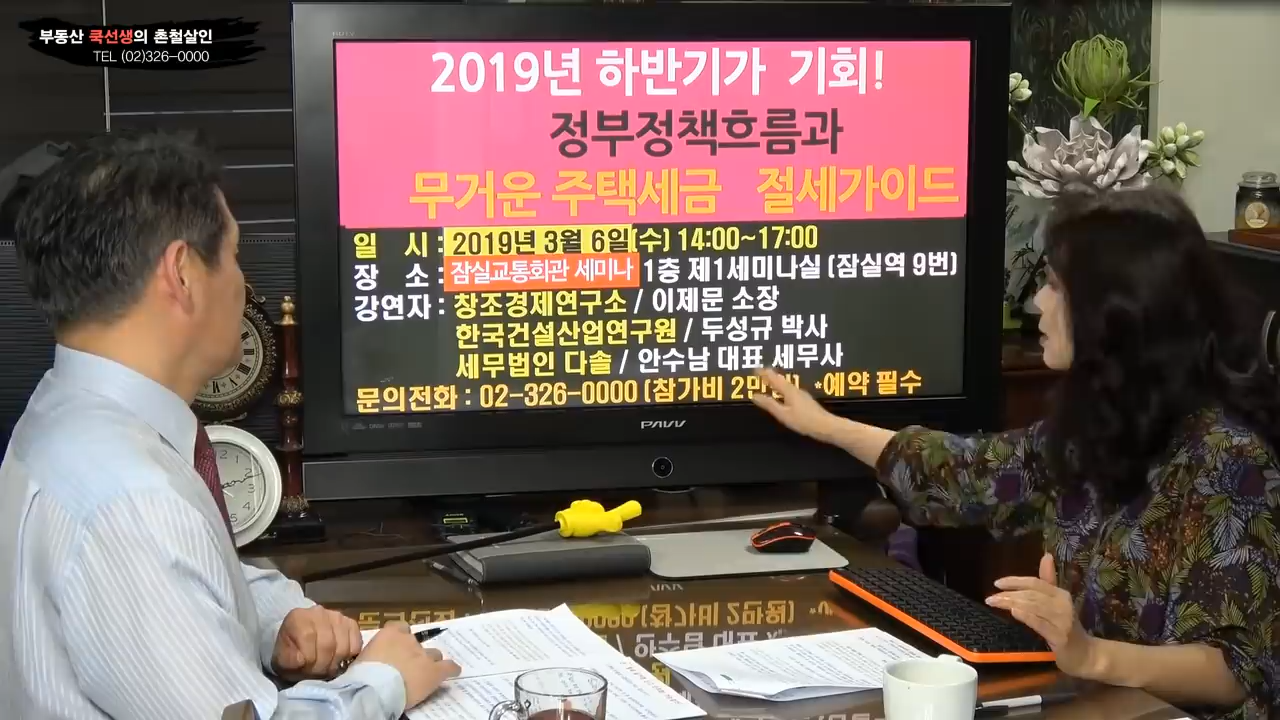 부동산 쿡선생의 촌철살인
TEL (02)326-0000
2019년 하반기가 기회!
정부정책흐름과
무거운 주택세금 절세가이드
일 시 : 2019년 3월 6일(수) 14:00~17:00
장 소 : 잠실교통회관 세미나 1층 제1세미나실 (잠실역 9번)
강연자 : 창조경제연구소 / 이제문 소장
한국건설산업연구원 / 두성규 박사
세무법인 다솔 / 안수남 대표 세무사
문의전화 : 02-326-0000 (참가비 2만원) *예약 필수
PAVV